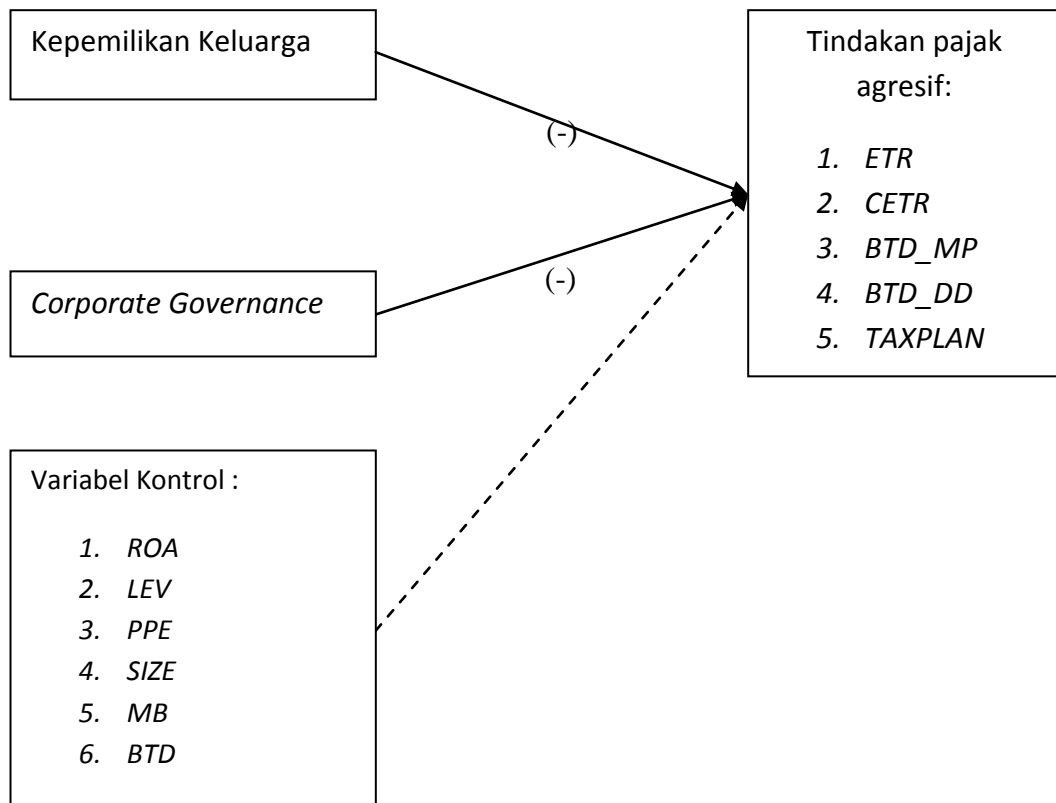 Kepemilikan Keluarga
(-)
Corporate Governance
(-)
Tindakan pajak
agresif:
1. ETR
2. CETR
3. BTD_MP
4. BTD_DD
5. TAXPLAN
Variabel Kontrol :
1. ROA
2. LEV
3. PPE
4. SIZE
5. MB
6. BTD